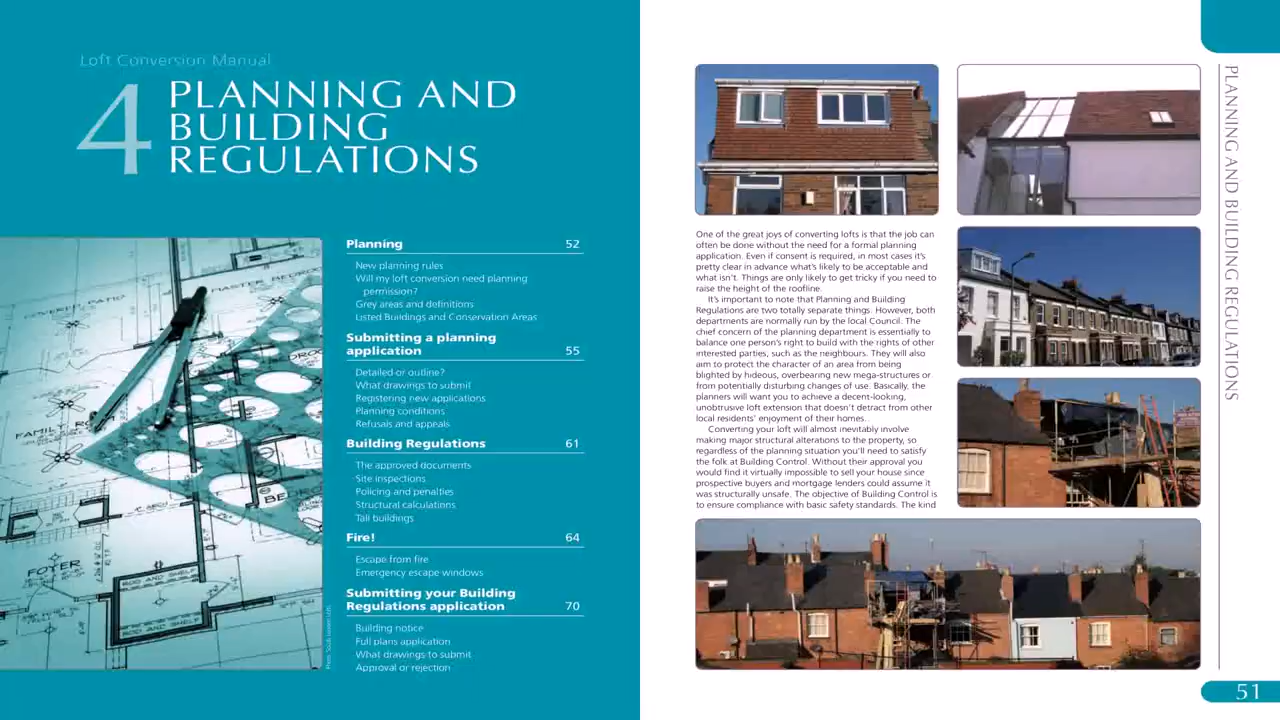 Loft Conversion Manual
4
PLANNING AND
BUILDING
REGULATIONS
Planning 52
New planning rules
Will my loft conversion need planning
permission?
Grey areas and definitions
Listed Buildings and Conservation Areas
Submitting a planning
application 55
Detailed or outline?
What drawings to submit
Registering new applications
Planning conditions
Refusals and appeals
Building Regulations 61
The approved documents
Site inspections
Policing and penalties
Structural calculations
Tall buildings
Fire! 64
Escape from fire
Emergency escape windows
Submitting your Building
Regulations application 70
Building notice
Full plans application
What drawings to submit
Approval or rejection
FOYER
ROD AND SHELF
ROD AND SHELF
One of the great joys of converting lofts is that the job can
often be done without the need for a formal planning
application. Even if consent is required, in most cases it's
pretty clear in advance what's likely to be acceptable and
what isn't. Things are only likely to get tricky if you need to
raise the height of the roofline.
It's important to note that Planning and Building
Regulations are two totally separate things. However, both
departments are normally run by the local Council. The
chief concern of the planning department is essentially to
balance one person's right to build with the rights of other
interested parties, such as the neighbours. They will also
aim to protect the character of an area from being
blighted by hideous, overbearing new mega-structures or
from potentially disturbing changes of use. Basically, the
planners will want you to achieve a decent-looking,
unobtrusive loft extension that doesn't detract from other
local residents' enjoyment of their homes.
Converting your loft will almost inevitably involve
making major structural alterations to the property, so
regardless of the planning situation you'll need to satisfy
the folk at Building Control. Without their approval you
would find it virtually impossible to sell your house since
prospective buyers and mortgage lenders could assume it
was structurally unsafe. The objective of Building Control is
to ensure compliance with basic safety standards. The kind
PLANNING AND BUILDING REGULATIONS
51